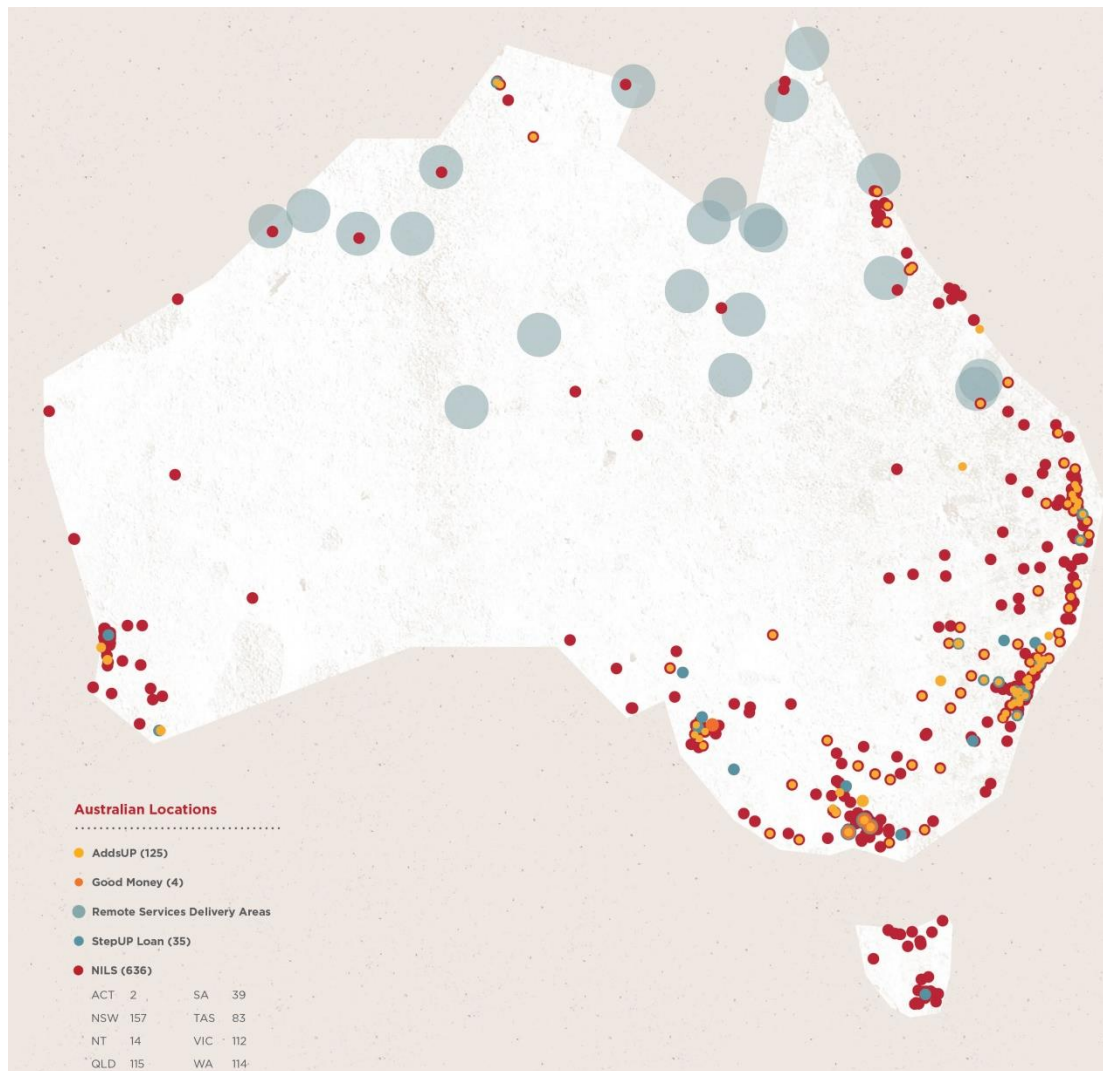 Australian Locations
AddsUP (125)
Good Money (4)
Remote Services Delivery Areas
StepUP Loan (35)
NILS (636)
ACT 2 SA 39
NSW 157 TAS 83
NT 14 VIC 112
QLD 115 WA 114